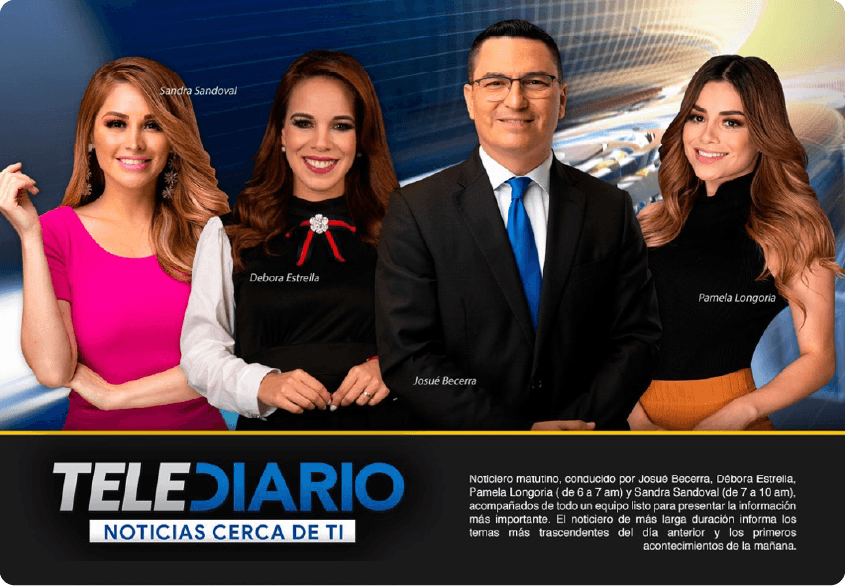 Sandra Sandoval
Debora Estrella
Pamela Longoria
Josué Becerra
TELEDIARIO
NOTICIAS CERCA DE TI
Noticiero matutino, conducido por Josué Becerra, Débora Estrella,
Pamela Longoria ( de 6 a 7 am) y Sandra Sandoval (de 7 a 10 am),
acompañados de todo un equipo listo para presentar la información
más importante. El noticiero de más larga duración informa los
temas más trascendentes del día anterior y los primeros
acontecimientos de la mañana.